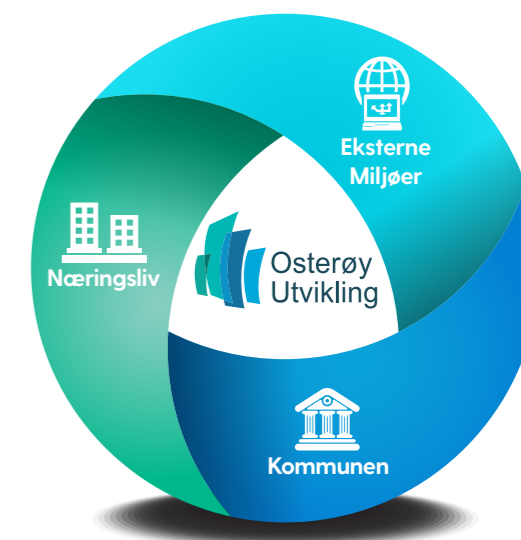 Eksterne
Miljøer
Næringsliv
Osterøy
Utvikling
Kommunen